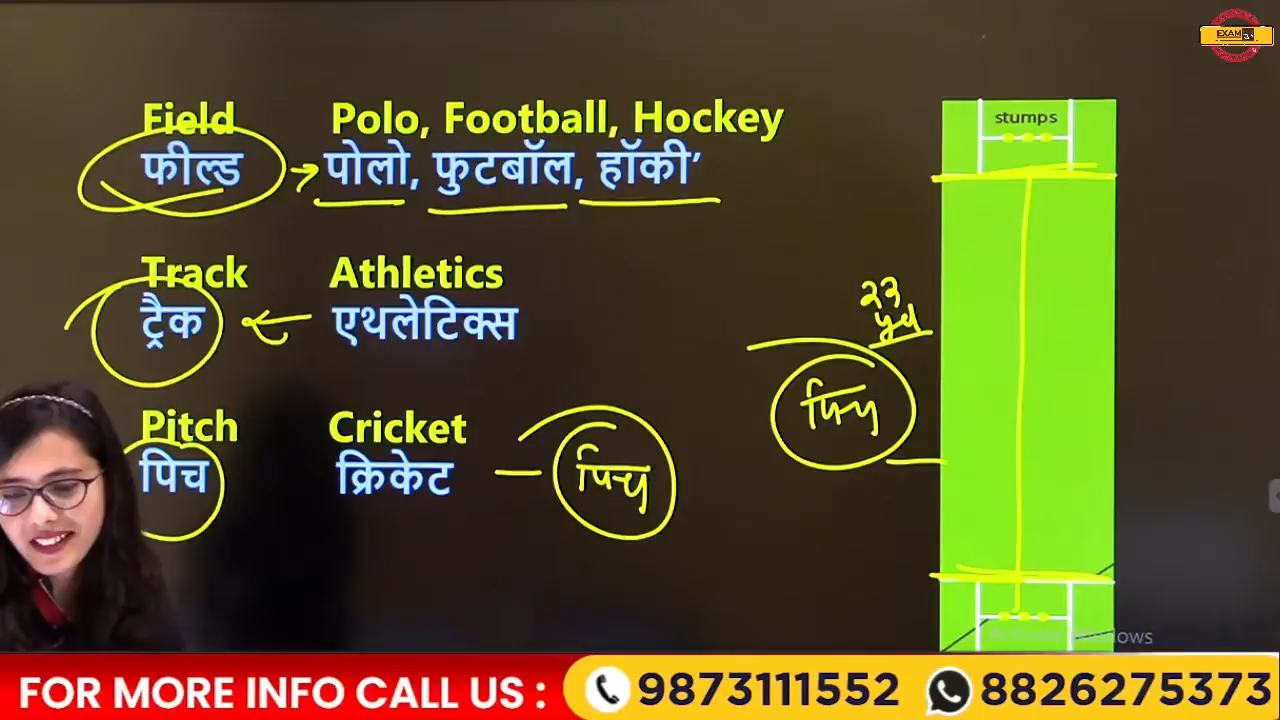 EXAM
Field Polo, Football, Hockey
फील्ड पोलो, फुटबॉल, हॉकी’
Track Athletics
ट्रैक एथलेटिक्स
Pitch Cricket
पिच क्रिकेट पिच
stumps
22
पिच
FOR MORE INFO CALL US : 9873111552 8826275373